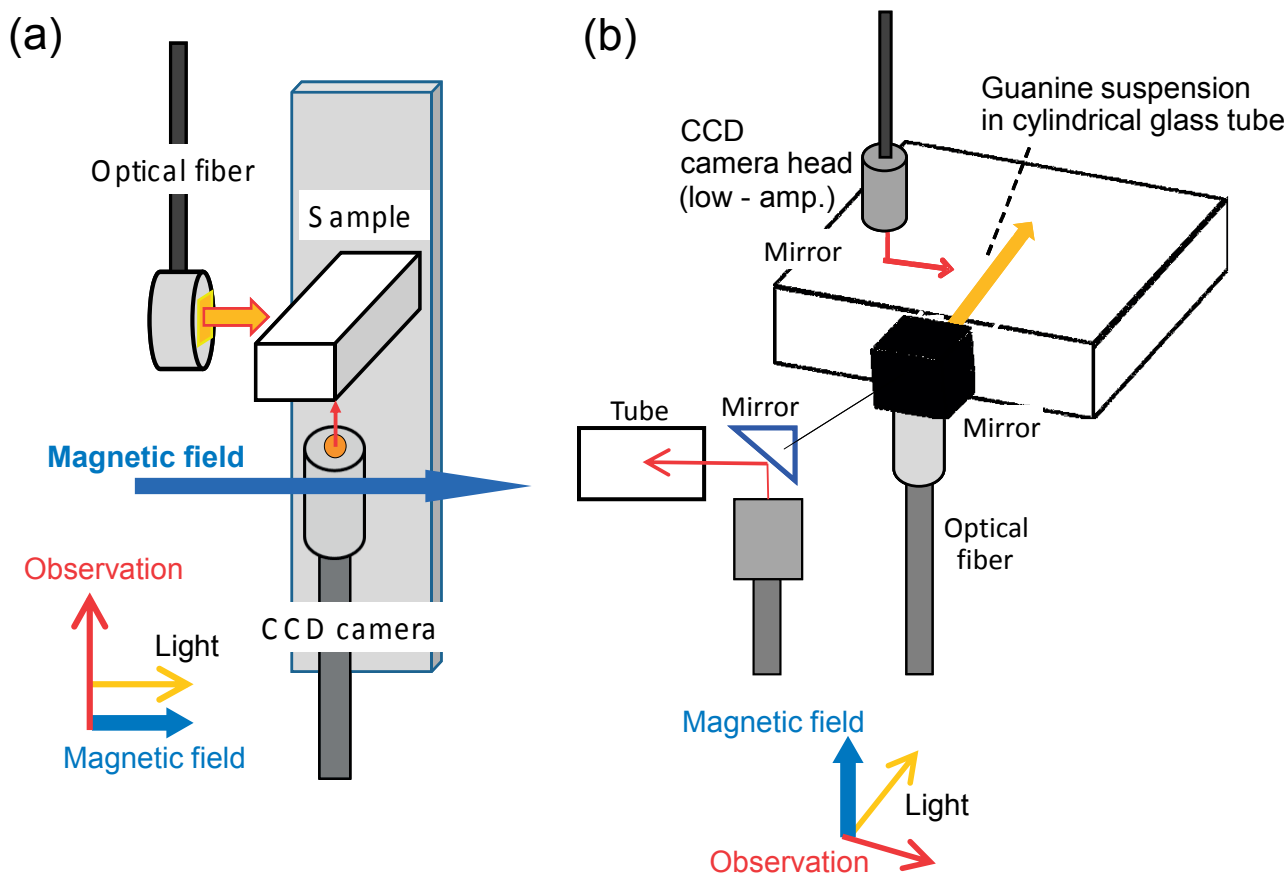 (a)
Optical fiber
Sample
Magnetic field
Observation
Light
Magnetic field
CCD camera
(b)
CCD
camera head
(low - amp.)
Guanine suspension
in cylindrical glass tube
Mirror
Tube
Mirror
Mirror
Optical
fiber
Magnetic field
Light
Observation